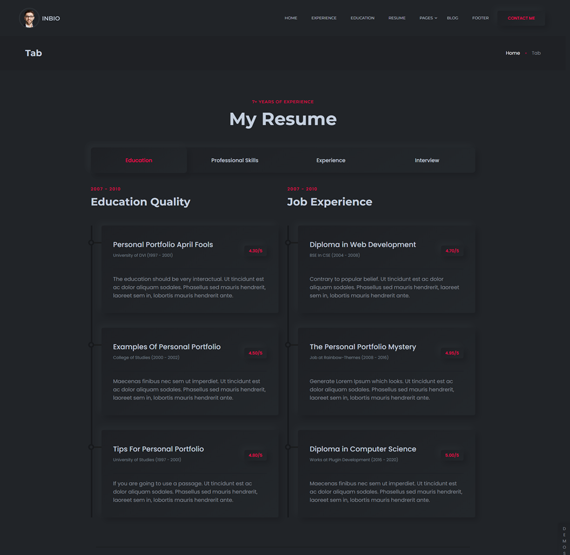 INBIO
HOME EXPERIENCE EDUCATION RESUME PAGES BLOG FOOTER CONTACT ME
Tab
Home Tab
7+ YEARS OF EXPERIENCE
My Resume
Education Professional Skills Experience Interview
2007 - 2010
Education Quality
Personal Portfolio April Fools
University of DVI (1997 - 2001)
4.30/5
The education should be very interactual. Ut tincidunt est
ac dolor aliquam sodales. Phasellus sed mauris hendrerit,
laoreet sem in, lobortis mauris hendrerit ante.
Examples Of Personal Portfolio
College of Studies (2000 - 2002)
4.50/5
Maecenas finibus nec sem ut imperdiet. Ut tincidunt est
ac dolor aliquam sodales. Phasellus sed mauris hendrerit,
laoreet sem in, lobortis mauris hendrerit ante.
Tips For Personal Portfolio
University of Studies (1997 - 2001)
4.80/5
If you are going to use a passage. Ut tincidunt est ac
dolor aliquam sodales. Phasellus sed mauris hendrerit,
laoreet sem in, lobortis mauris hendrerit ante.
2007 - 2010
Job Experience
Diploma in Web Development
BSE In CSE (2004 - 2008)
4.70/5
Contrary to popular belief. Ut tincidunt est ac dolor
aliquam sodales. Phasellus sed mauris hendrerit, laoreet
sem in, lobortis mauris hendrerit ante.
The Personal Portfolio Mystery
Job at Rainbow-Themes (2008 - 2016)
4.95/5
Generate Lorem Ipsum which looks. Ut tincidunt est ac
dolor aliquam sodales. Phasellus sed mauris hendrerit,
laoreet sem in, lobortis mauris hendrerit ante.
Diploma in Computer Science
Works at Plugin Development (2016 - 2020)
5.00/5
Maecenas finibus nec sem ut imperdiet. Ut tincidunt est
ac dolor aliquam sodales. Phasellus sed mauris hendrerit,
laoreet sem in, lobortis mauris hendrerit ante.